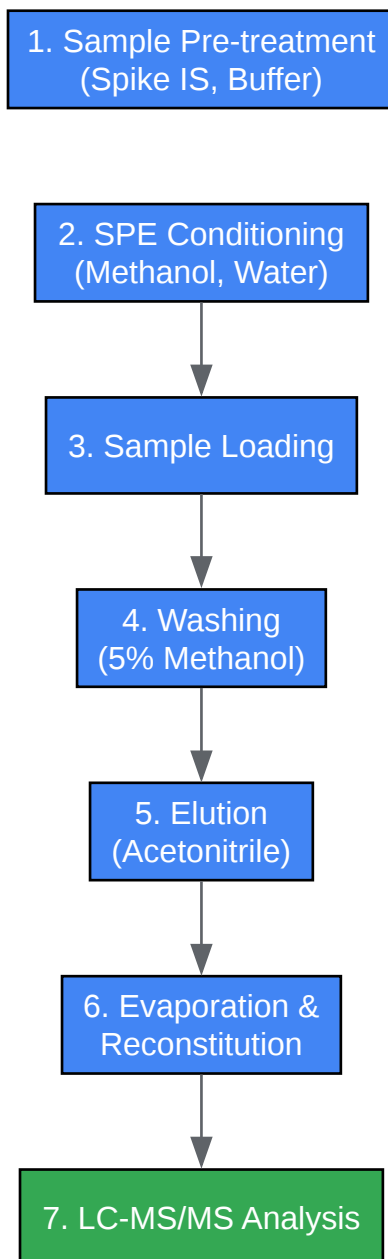 1. Sample Pre-treatment
(Spike IS, Buffer)
2. SPE Conditioning
(Methanol, Water)
3. Sample Loading
4. Washing
(5% Methanol)
5. Elution
(Acetonitrile)
6. Evaporation &
Reconstitution
7. LC-MS/MS Analysis